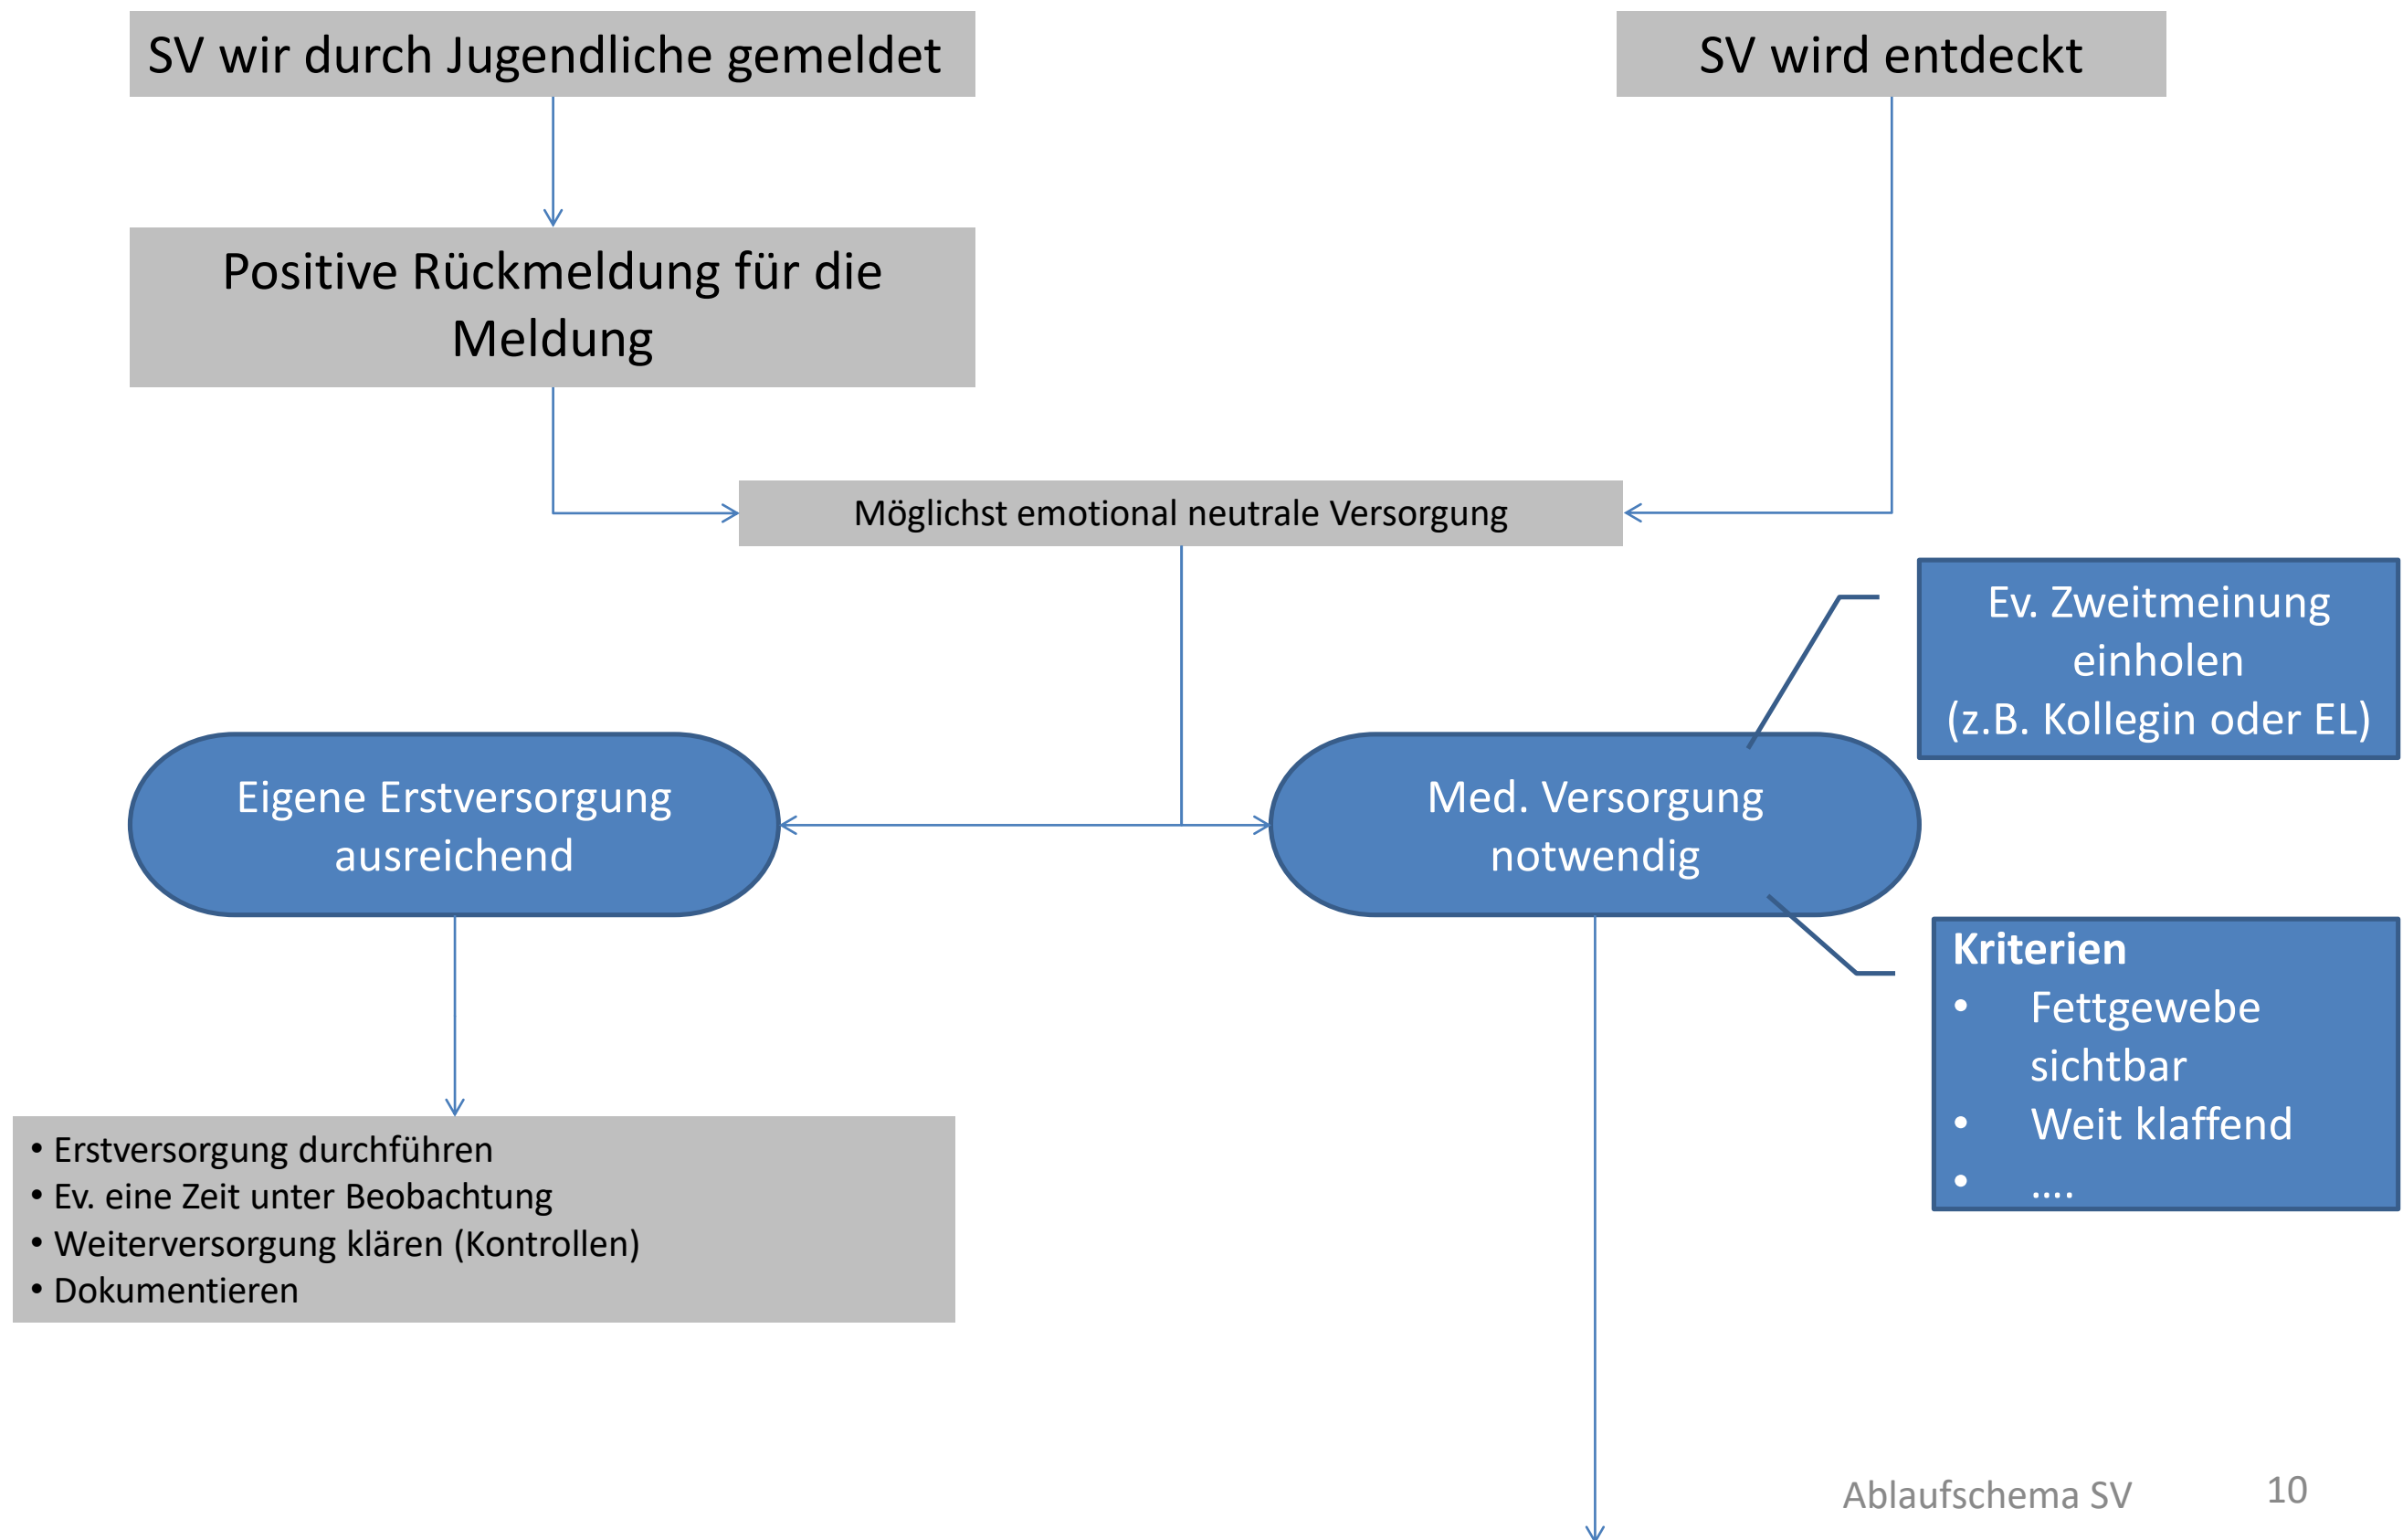 SV wir durch Jugendliche gemeldet
SV wird entdeckt
Positive Rückmeldung für die
Meldung
Möglichst emotional neutrale Versorgung
Ev. Zweitmeinung
einholen
(z.B. Kollegin oder EL)
Eigene Erstversorgung
ausreichend
Med. Versorgung
notwendig
Kriterien
• Fettgewebe
sichtbar
• Weit klaffend
• ....
• Erstversorgung durchführen
• Ev. eine Zeit unter Beobachtung
• Weiterversorgung klären (Kontrollen)
• Dokumentieren
Ablaufschema SV 10